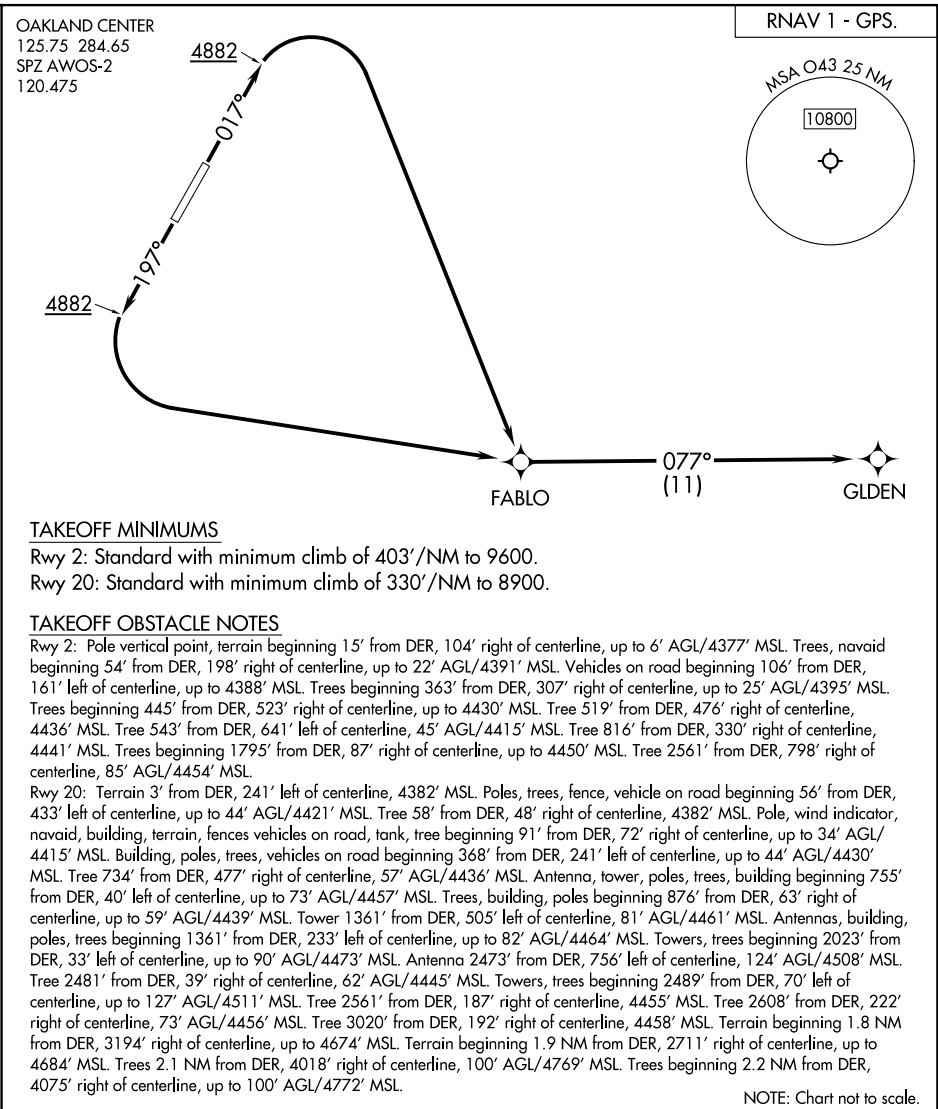 OAKLAND CENTER
125.75 284.65
SPZ AWOS-2
120.475
RNAV 1 - GPS.
MSA O43 25 NM
10800
4882
017°
197°
4882
077°
(11)
FABLO
GLDEN
TAKEOFF MINIMUMS
Rwy 2: Standard with minimum climb of 403'/NM to 9600.
Rwy 20: Standard with minimum climb of 330'/NM to 8900.
TAKEOFF OBSTACLE NOTES
Rwy 2: Pole vertical point, terrain beginning 15' from DER, 104' right of centerline, up to 6' AGL/4377' MSL. Trees, navaid
beginning 54' from DER, 198' right of centerline, up to 22' AGL/4391' MSL. Vehicles on road beginning 106' from DER,
161' left of centerline, up to 4388' MSL. Trees beginning 363' from DER, 307' right of centerline, up to 25' AGL/4395' MSL.
Trees beginning 445' from DER, 523' right of centerline, up to 4430' MSL. Tree 519' from DER, 476' right of centerline,
4436' MSL. Tree 543' from DER, 641' left of centerline, 45' AGL/4415' MSL. Tree 816' from DER, 330' right of centerline,
4441' MSL. Trees beginning 1795' from DER, 87' right of centerline, up to 4450' MSL. Tree 2561' from DER, 798' right of
centerline, 85' AGL/4454' MSL.
Rwy 20: Terrain 3' from DER, 241' left of centerline, 4382' MSL. Poles, trees, fence, vehicle on road beginning 56' from DER,
433' left of centerline, up to 44' AGL/4421' MSL. Tree 58' from DER, 48' right of centerline, 4382' MSL. Pole, wind indicator,
navaid, building, terrain, fences vehicles on road, tank, tree beginning 91' from DER, 72' right of centerline, up to 34' AGL/
4415' MSL. Building, poles, trees, vehicles on road beginning 368' from DER, 241' left of centerline, up to 44' AGL/4430'
MSL. Tree 734' from DER, 477' right of centerline, 57' AGL/4436' MSL. Antenna, tower, poles, trees, building beginning 755'
from DER, 40' left of centerline, up to 73' AGL/4457' MSL. Trees, building, poles beginning 876' from DER, 63' right of
centerline, up to 59' AGL/4439' MSL. Tower 1361' from DER, 505' left of centerline, 81' AGL/4461' MSL. Antennas, building,
poles, trees beginning 1361' from DER, 233' left of centerline, up to 82' AGL/4464' MSL. Towers, trees beginning 2023' from
DER, 33' left of centerline, up to 90' AGL/4473' MSL. Antenna 2473' from DER, 756' left of centerline, 124' AGL/4508' MSL.
Tree 2481' from DER, 39' right of centerline, 62' AGL/4445' MSL. Towers, trees beginning 2489' from DER, 70' left of
centerline, up to 127' AGL/4511' MSL. Tree 2561' from DER, 187' right of centerline, 4455' MSL. Tree 2608' from DER, 222'
right of centerline, 73' AGL/4456' MSL. Tree 3020' from DER, 192' right of centerline, 4458' MSL. Terrain beginning 1.8 NM
from DER, 3194' right of centerline, up to 4674' MSL. Terrain beginning 1.9 NM from DER, 2711' right of centerline, up to
4684' MSL. Trees 2.1 NM from DER, 4018' right of centerline, 100' AGL/4769' MSL. Trees beginning 2.2 NM from DER,
4075' right of centerline, up to 100' AGL/4772' MSL.
NOTE: Chart not to scale.